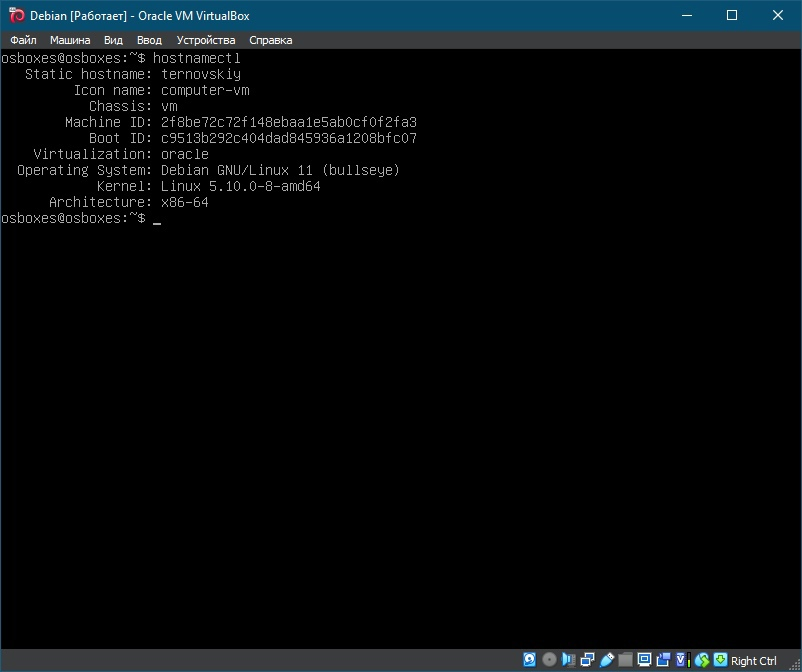 Debian [Работает] - Oracle VM VirtualBox
Файл Машина Вид Ввод Устройства Справка
osboxes@osboxes:~$ hostnamectl
Static hostname: ternovskiy
Icon name: computer-vm
Chassis: vm
Machine ID: 2f8be72c72f148ebaa1e5ab0cf0f2fa3
Boot ID: c9513b292c404dad845936a1208bfc07
Virtualization: oracle
Operating System: Debian GNU/Linux 11 (bullseye)
Kernel: Linux 5.10.0-8-amd64
Architecture: x86-64
osboxes@osboxes:~$ _
Right Ctrl